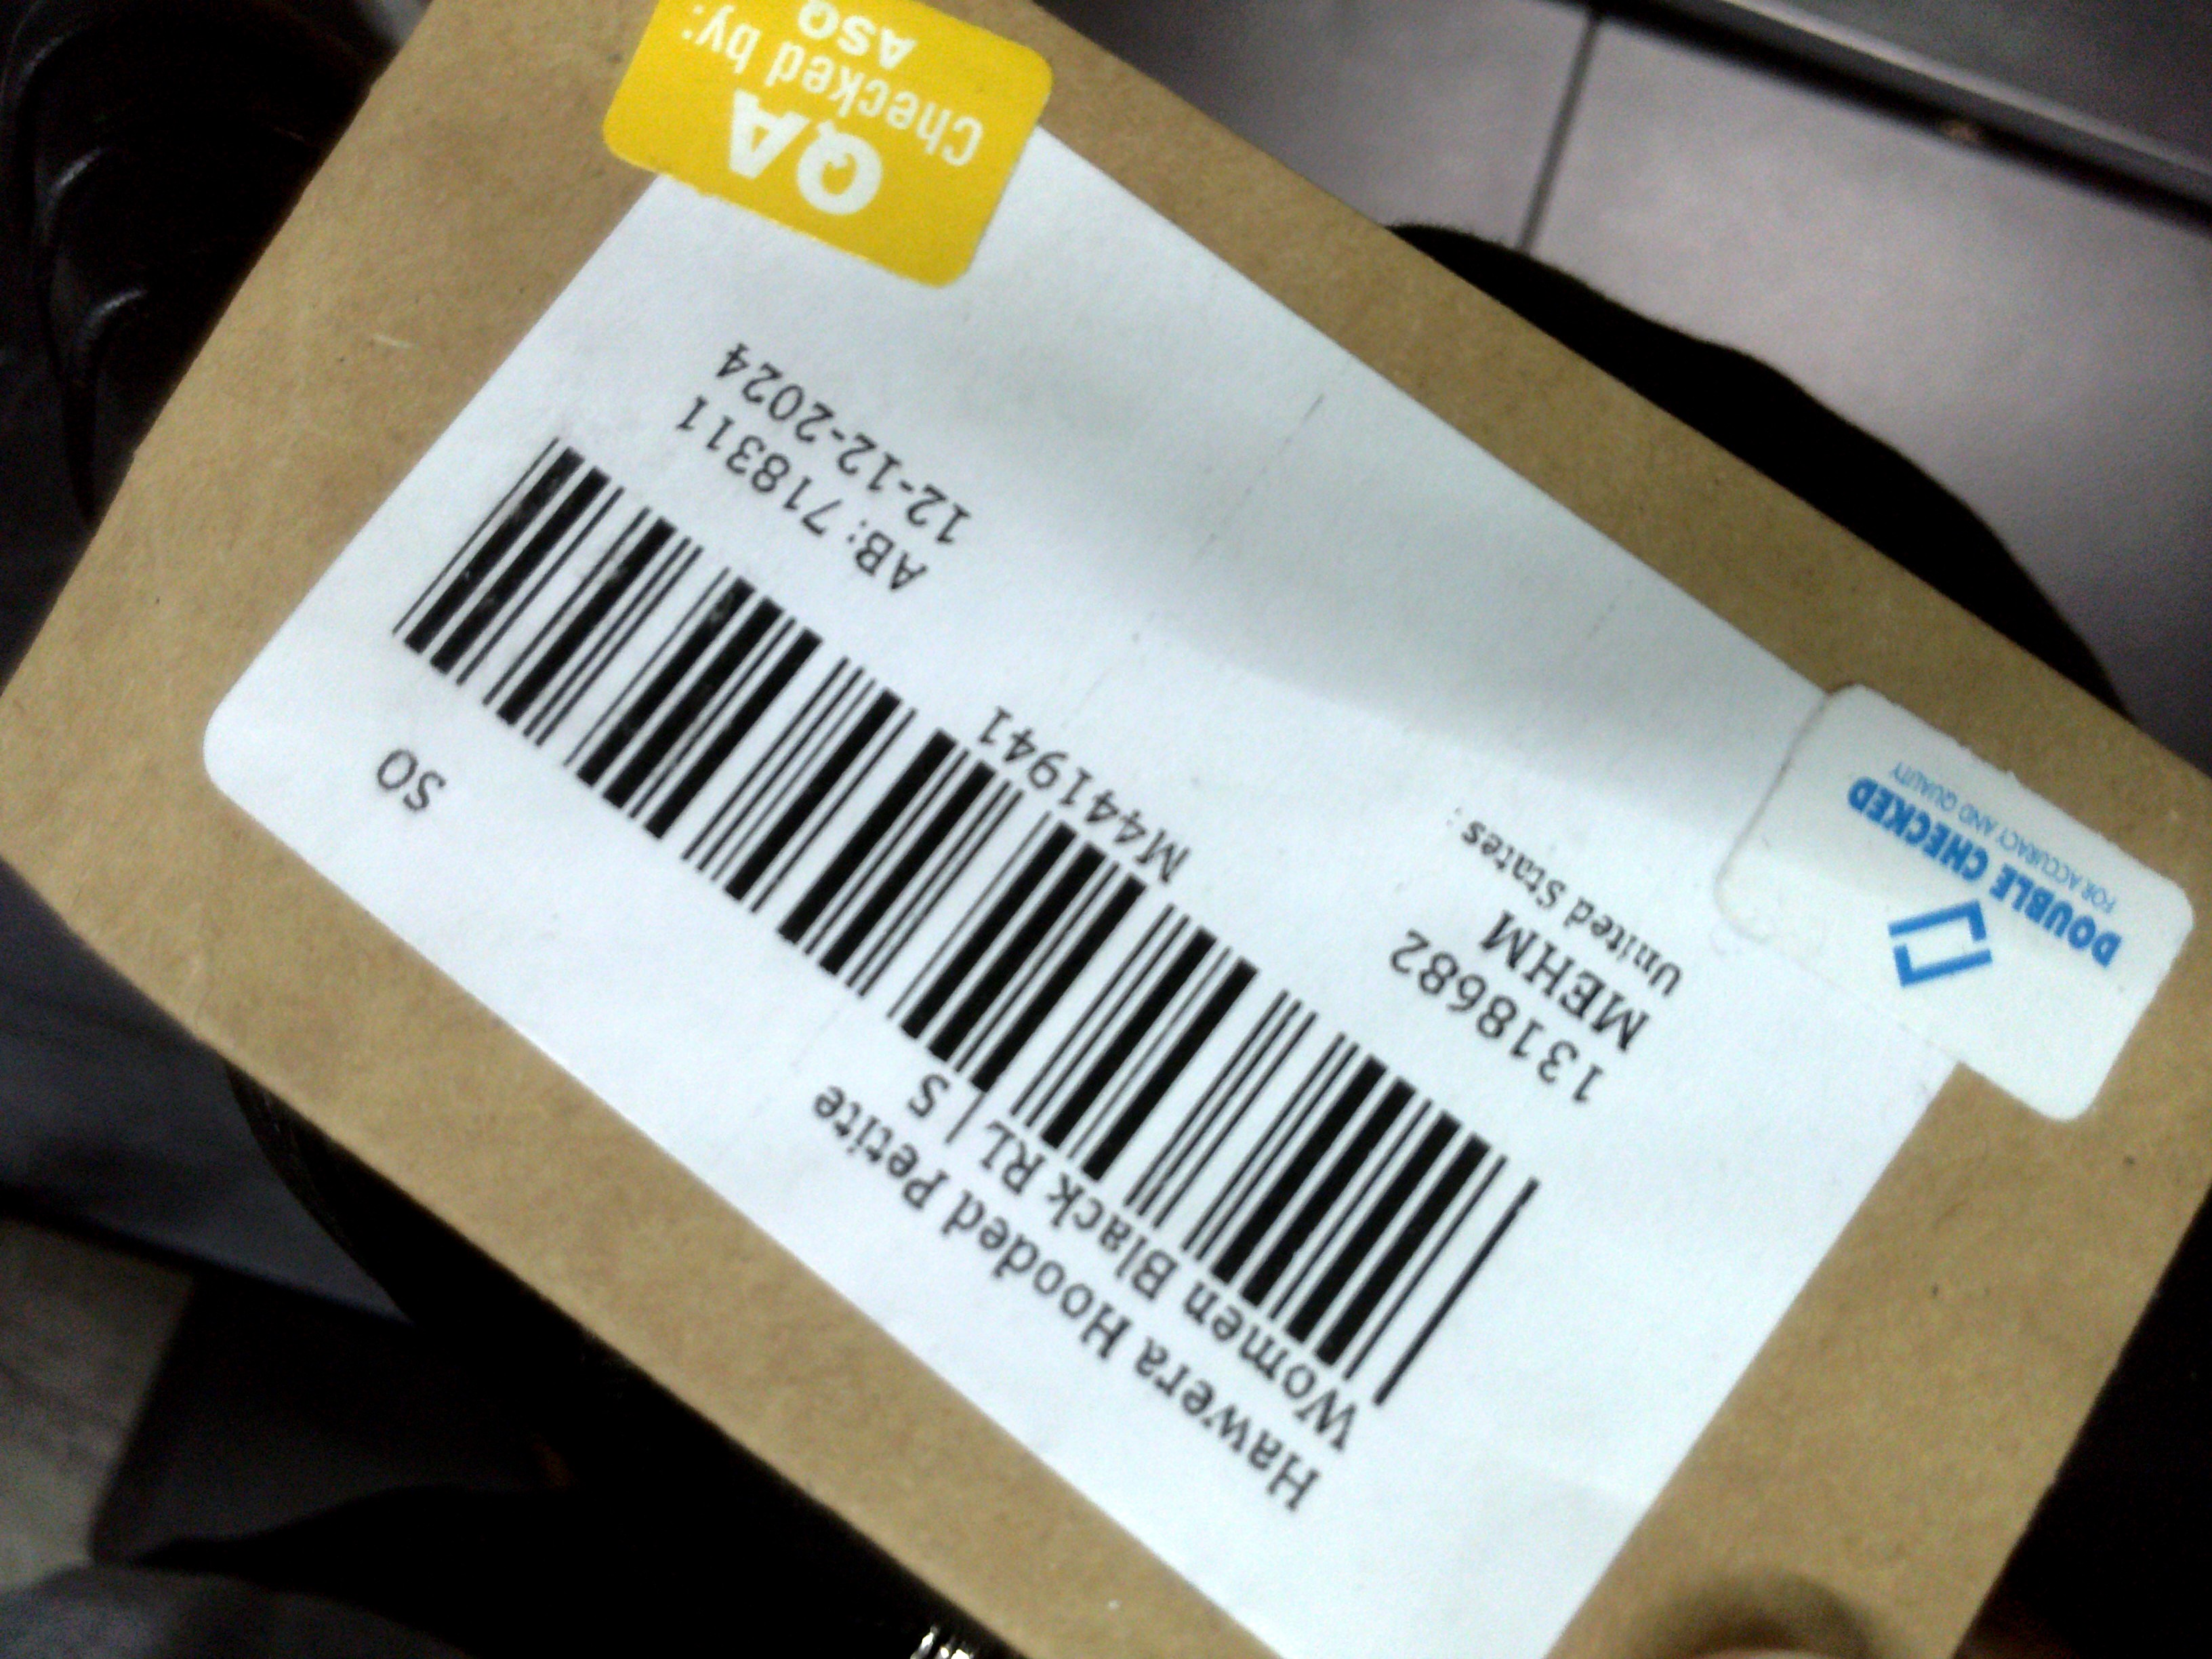 Hawera Hooded Petite
Women Black RL | S
SO
M441941
1318682
MEHM
United States :
AB: 718311
12-12-2024
DOUBLE CHECKED
FOR ACCURACY AND QUALITY
QA
Checked by:
ASQ